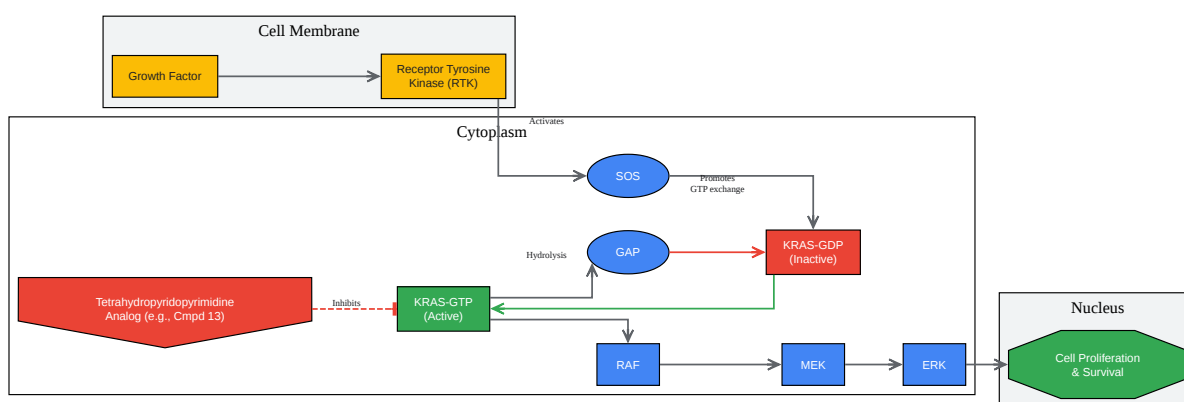 Cell Membrane
Growth Factor
Receptor Tyrosine
Kinase (RTK)
Activates
Cytoplasm
SOS
Promotes
GTP exchange
Hydrolysis
GAP
KRAS-GDP
(Inactive)
Tetrahydropyridopyrimidine
Analog (e.g., Cmpd 13)
Inhibits
KRAS-GTP
(Active)
RAF
MEK
ERK
Nucleus
Cell Proliferation
& Survival